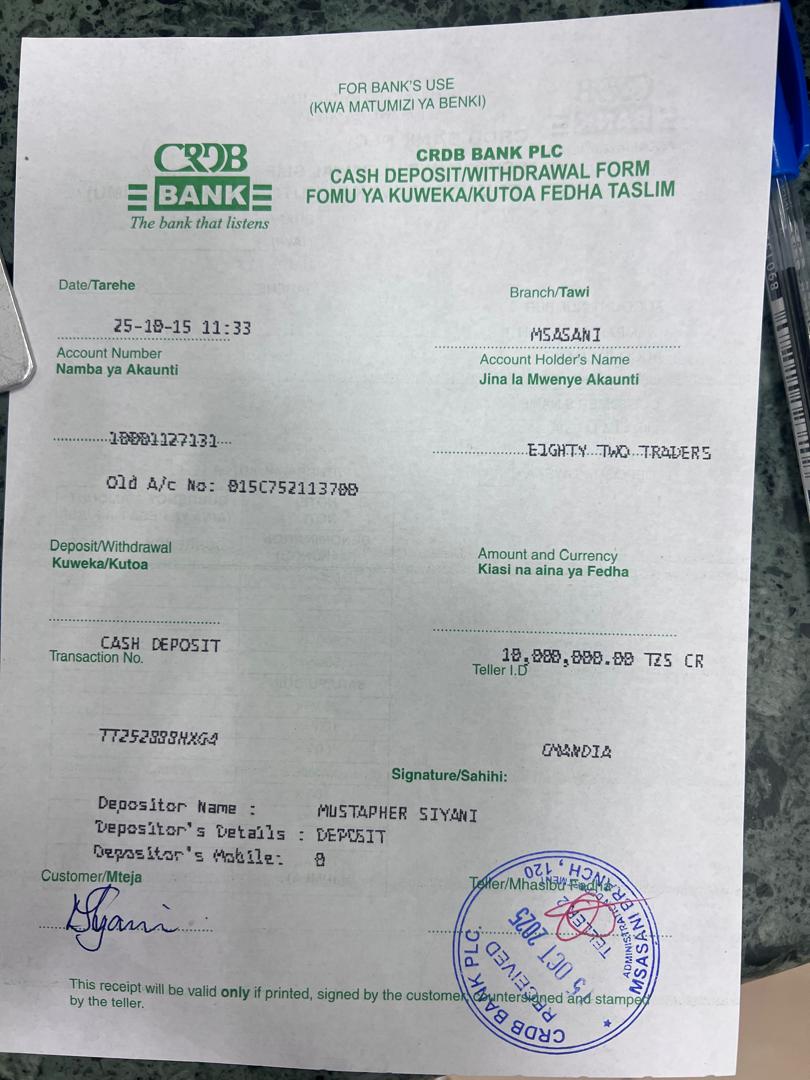 FOR BANK'S USE
(KWA MATUMIZI YA BENKI)
CRDB
BANK
The bank that listens
CRDB BANK PLC
CASH DEPOSIT/WITHDRAWAL FORM
FOMU YA KUWEKA/KUTOA FEDHA TASLIM
Date/Tarehe
25-10-15 11:33
Branch/Tawi
MSASANI
Account Number
Namba ya Akaunti
Account Holder's Name
Jina la Mwenye Akaunti
EIGHTY TWO TRADERS
Old A/c No: 015C752113700
Deposit/Withdrawal
Kuweka/Kutoa
Amount and Currency
Kiasi na aina ya Fedha
CASH DEPOSIT
10,000,000.00 TZS CR
Transaction No.
Teller I.D
Signature/Sahihi:
Depositor Name : MUSTAPHER SIYANI
Depositor's Details : DEPOSIT
Depositor's Mobile: 0
Customer/Mteja
Teller/Mhasibu Fedha
CRDB BANK PLC.
MSASANI BRANCH, 120
RECEIVED
OCT 2025
TELLER 2
This receipt will be valid only if printed, signed by the customer, countersigned and stamped
by the teller.